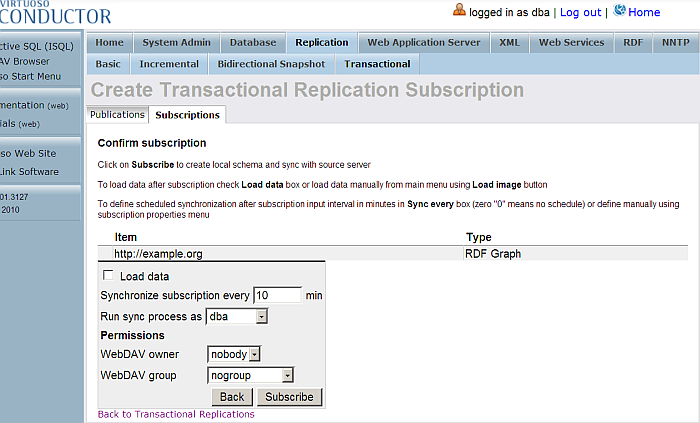 VIRTUOSO
CONDUCTOR
logged in as dba | Log out | Home
ctive SQL (ISQL)
AV Browser
so Start Menu
mentation (web)
ials (web)
so Web Site
Link Software
01.3127
2010
Home System Admin Database Replication Web Application Server XML Web Services RDF NNTP
Basic Incremental Bidirectional Snapshot Transactional
Create Transactional Replication Subscription
Publications Subscriptions
Confirm subscription
Click on Subscribe to create local schema and sync with source server
To load data after subscription check Load data box or load data manually from main menu using Load image button
To define scheduled synchronization after subscription input interval in minutes in Sync every box (zero "0" means no schedule) or define manually using
subscription properties menu
Item Type
http://example.org RDF Graph
Load data
Synchronize subscription every 10 min
Run sync process as dba
Permissions
WebDAV owner nobody
WebDAV group nogroup
Back Subscribe
Back to Transactional Replications